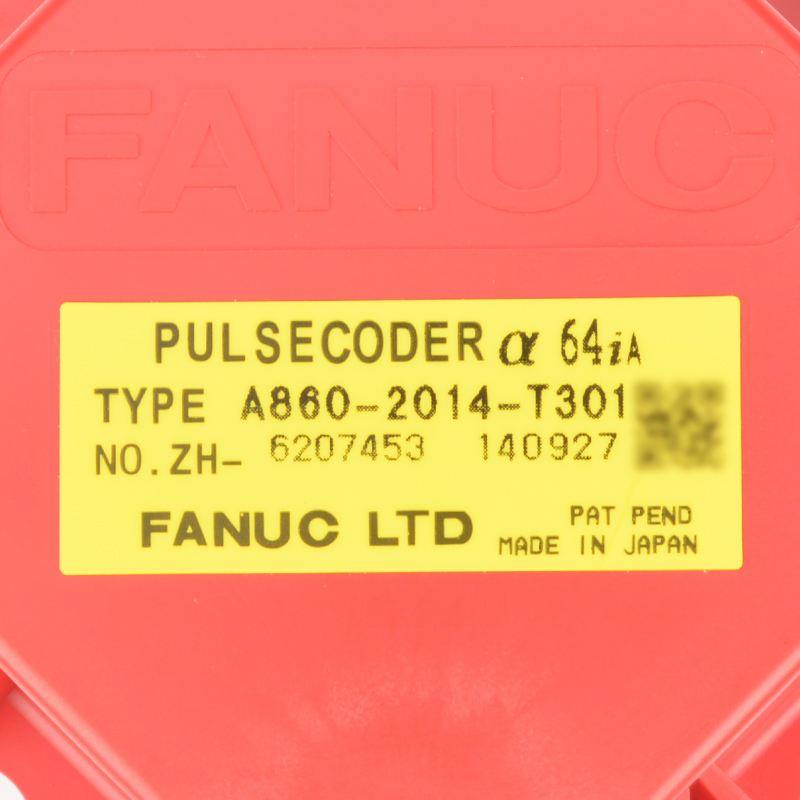 FANUC
PULSECODER α 64iA
TYPE A860-2014-T301
NO.ZH- 6207453 140927
FANUC LTD
PAT PEND
MADE IN JAPAN